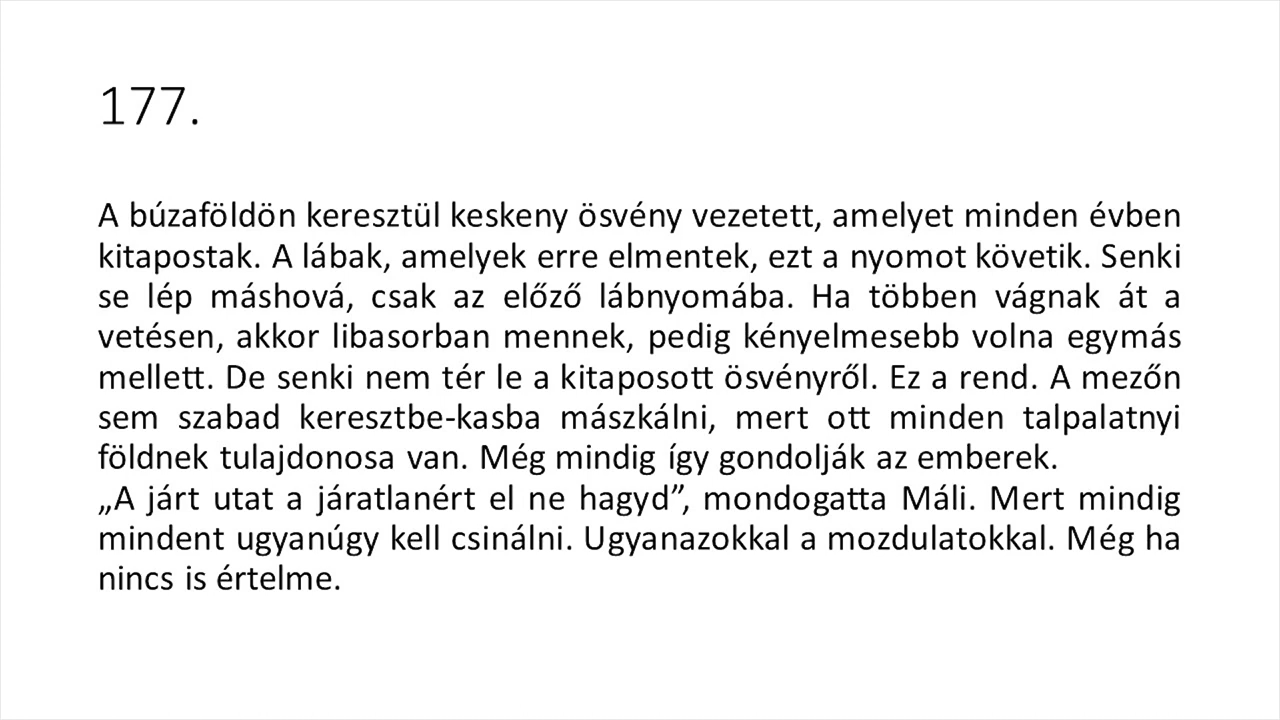 177.
A búzaföldön keresztül keskeny ösvény vezetett, amelyet minden évben
kitapostak. A lábak, amelyek erre elmentek, ezt a nyomot követik. Senki
se lép máshová, csak az előző lábnyomába. Ha többen vágnak át a
vetésen, akkor libasorban mennek, pedig kényelmesebb volna egymás
mellett. De senki nem tér le a kitaposott ösvényről. Ez a rend. A mezőn
sem szabad keresztbe-kasba mászkálni, mert ott minden talpalatnyi
földnek tulajdonosa van. Még mindig így gondolják az emberek.
„A járt utat a járatlanért el ne hagyd”, mondogatta Máli. Mert mindig
mindent ugyanúgy kell csinálni. Ugyanazokkal a mozdulatokkal. Még ha
nincs is értelme.